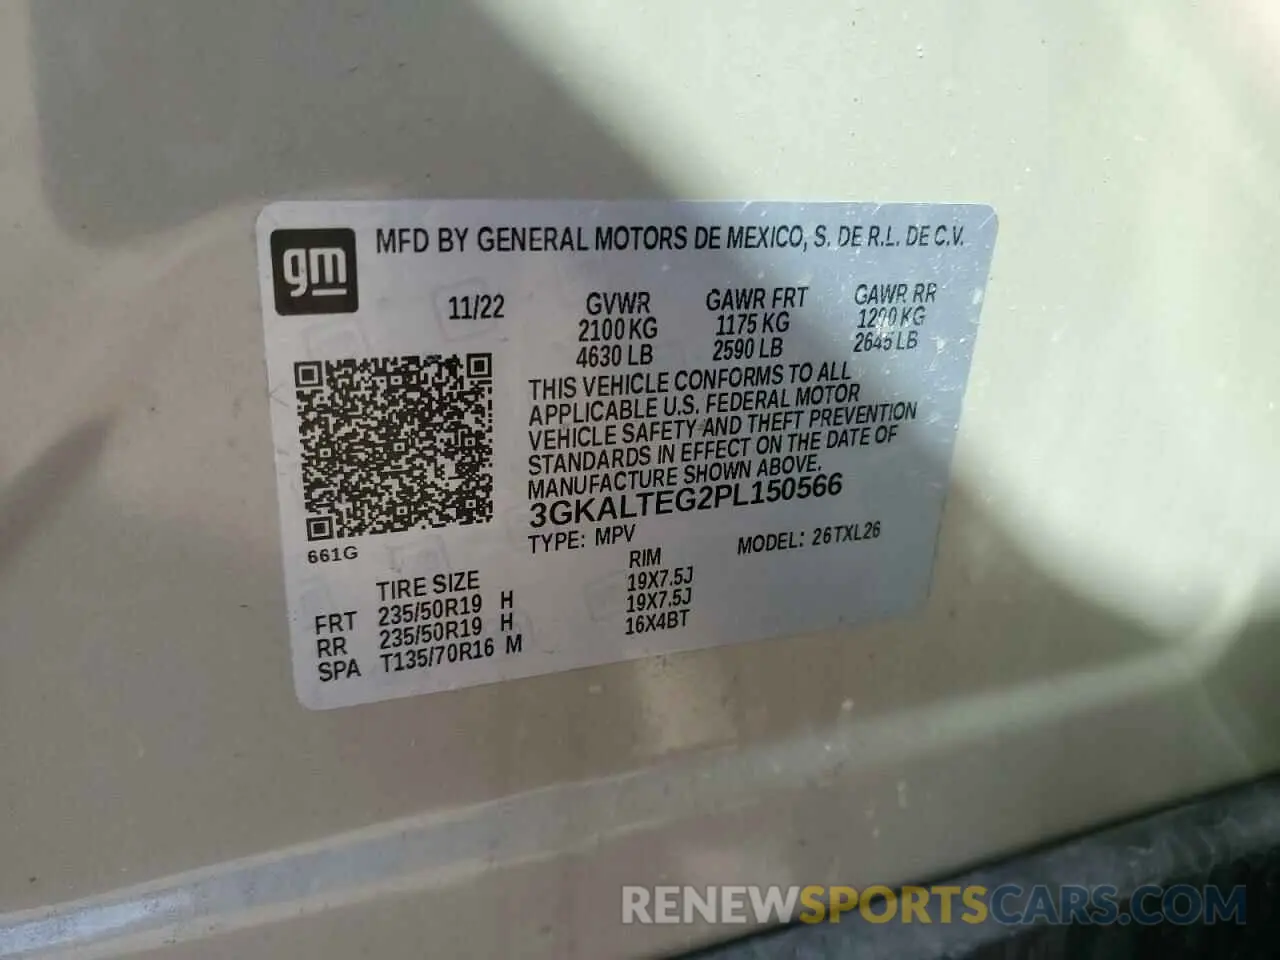 gm
MFD BY GENERAL MOTORS DE MEXICO, S. DE R.L. DE C.V.
11/22 GVWR GAWR FRT GAWR RR
2100 KG 1175 KG 1200 KG
4630 LB 2590 LB 2645 LB
THIS VEHICLE CONFORMS TO ALL
APPLICABLE U.S. FEDERAL MOTOR
VEHICLE SAFETY AND THEFT PREVENTION
STANDARDS IN EFFECT ON THE DATE OF
MANUFACTURE SHOWN ABOVE.
3GKALTEG2PL150566
TYPE: MPV MODEL: 26TXL26
661G
TIRE SIZE RIM
FRT 235/50R19 H 19X7.5J
RR 235/50R19 H 19X7.5J
SPA T135/70R16 M 16X4BT
RENEWSPORTSCARS.COM